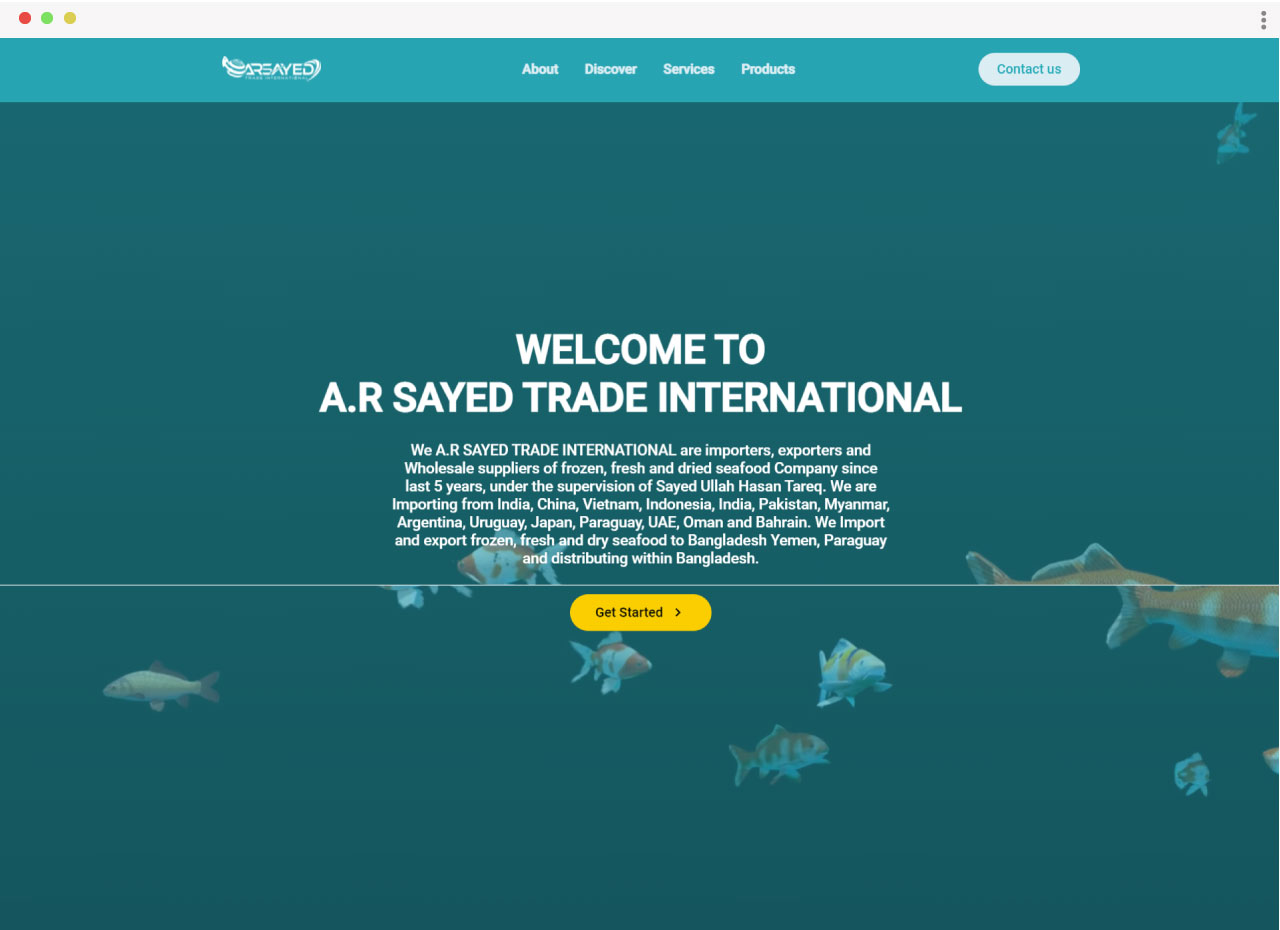 ARSAYED
TRADE INTERNATIONAL
About Discover Services Products
Contact us
WELCOME TO
A.R SAYED TRADE INTERNATIONAL
We A.R SAYED TRADE INTERNATIONAL are importers, exporters and
Wholesale suppliers of frozen, fresh and dried seafood Company since
last 5 years, under the supervision of Sayed Ullah Hasan Tareq. We are
Importing from India, China, Vietnam, Indonesia, India, Pakistan, Myanmar,
Argentina, Uruguay, Japan, Paraguay, UAE, Oman and Bahrain. We Import
and export frozen, fresh and dry seafood to Bangladesh Yemen, Paraguay
and distributing within Bangladesh.
Get Started